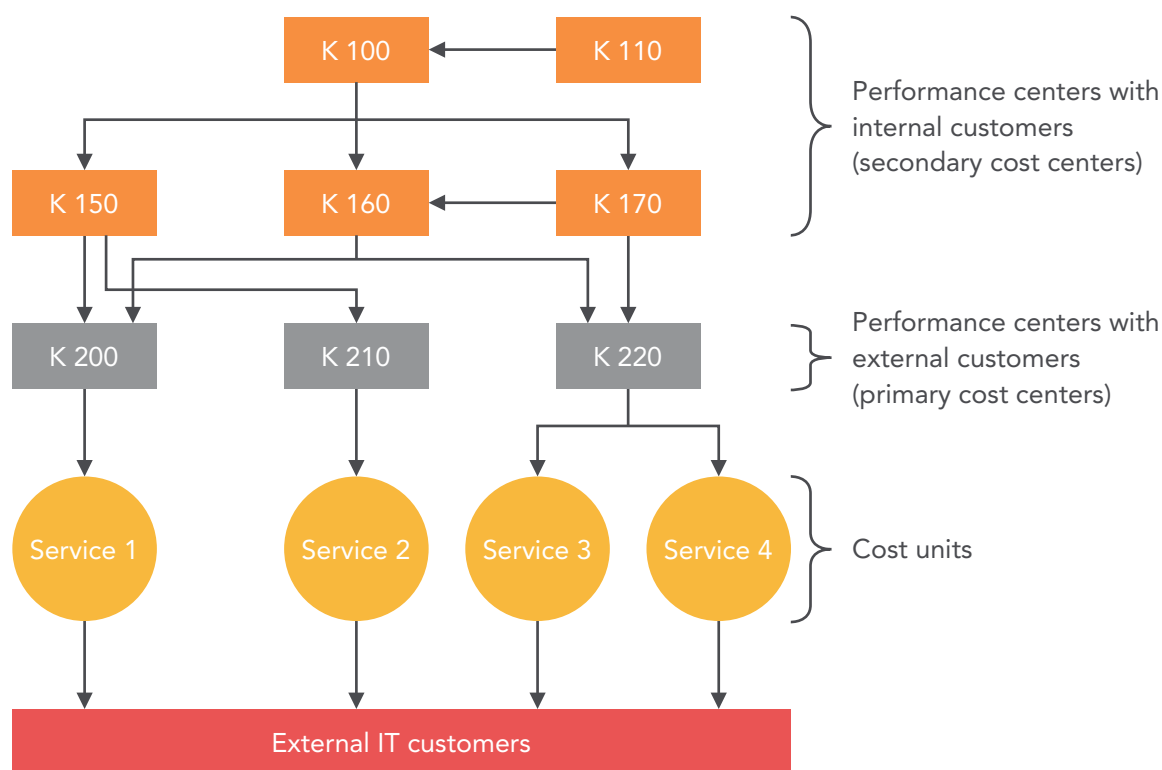 K 100
K 110
Performance centers with
internal customers
(secondary cost centers)
K 150
K 160
K 170
Performance centers with
external customers
(primary cost centers)
K 200
K 210
K 220
Service 1
Service 2
Service 3
Service 4
Cost units
External IT customers